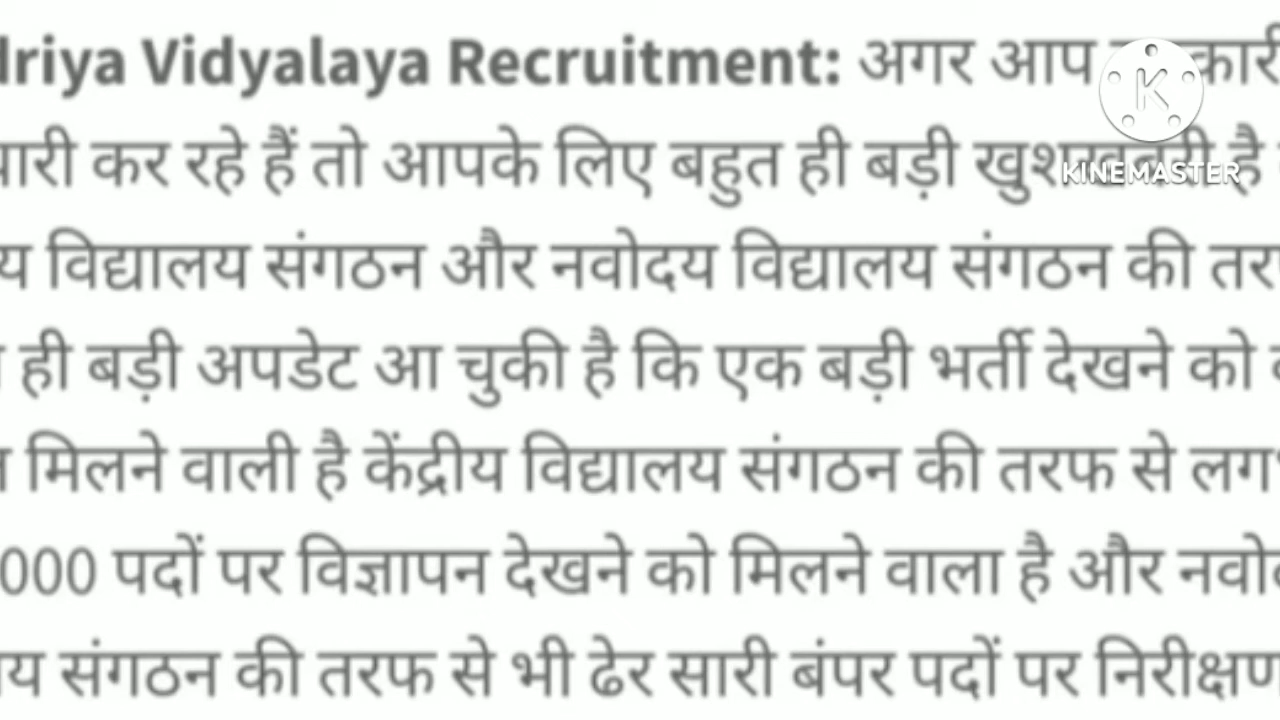 driya Vidyalaya Recruitment: अगर आप
KINEMASTER
कर रहे हैं तो आपके लिए बहुत ही बड़ी है
विद्यालय संगठन और नवोदय विद्यालय संगठन की
ही बड़ी अपडेट आ चुकी है कि एक बड़ी भर्ती देखने को
मिलने वाली है केंद्रीय विद्यालय संगठन की तरफ से
000 पदों पर विज्ञापन देखने को मिलने वाला है और
संगठन की तरफ से भी ढेर सारी बंपर पदों पर निरीक्षण